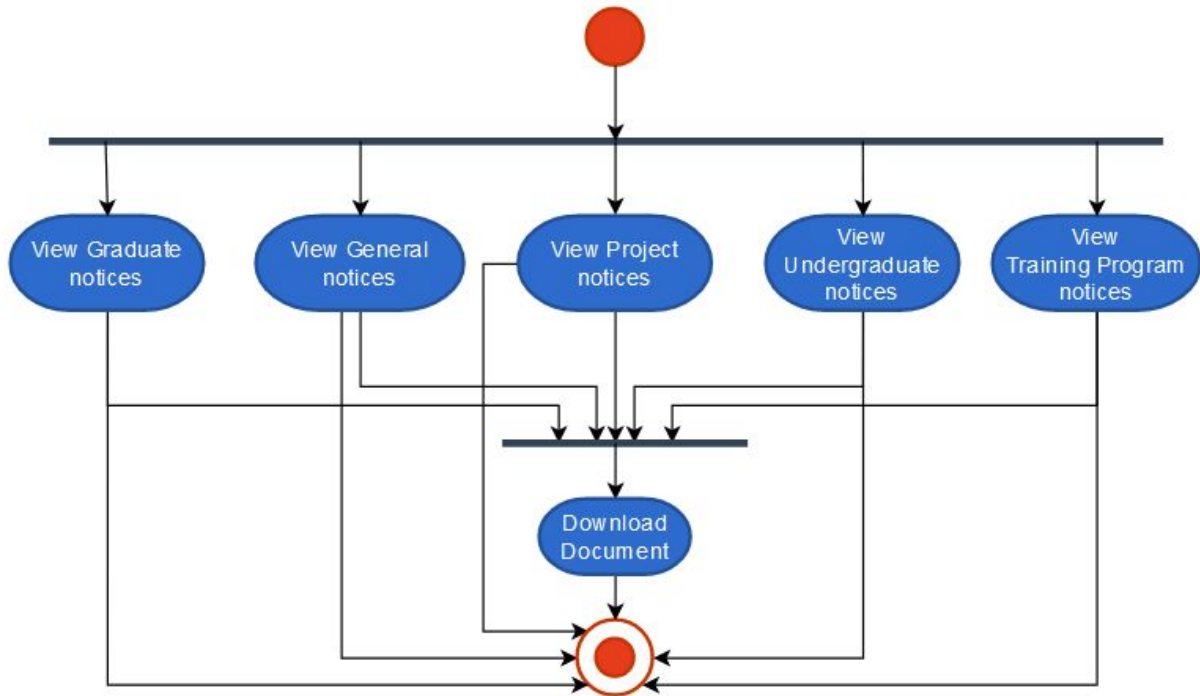 View Graduate
notices
View General
notices
View Project
notices
View
Undergraduate
notices
View
Training Program
notices
Download
Document